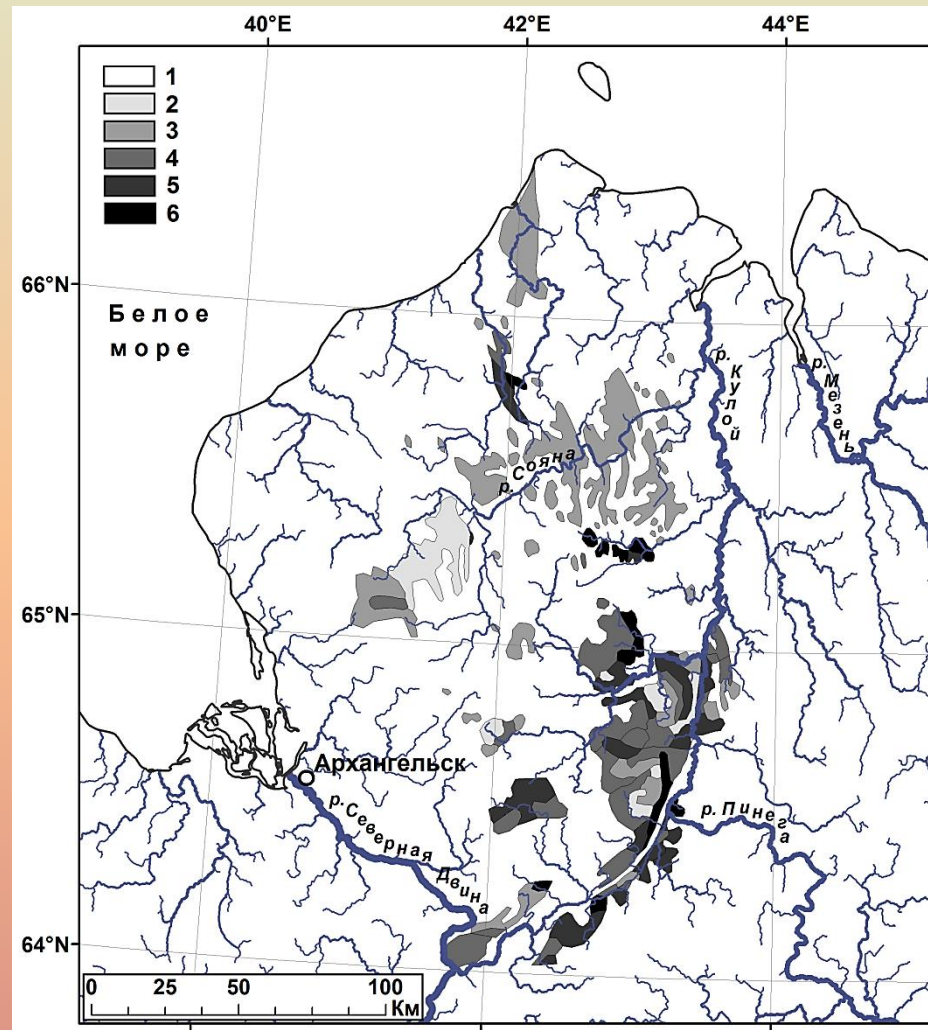 40°E 42°E 44°E
1
2
3
4
5
6
66°N
Белое
море
р. Кулой
р. Мезень
р. Сояна
65°N
Архангельск
р. Северная Двина
р. Пинега
64°N
0 25 50 100
Км